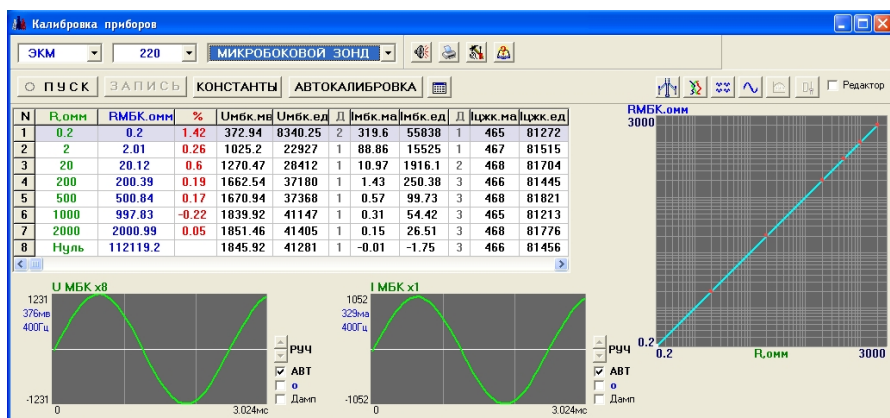 Калибровка приборов
ЭКМ 220 МИКРОБОКОВОЙ ЗОНД
ПУСК ЗАПИСЬ КОНСТАНТЫ АВТОКАЛИБРОВКА Редактор
N R,омм RМБК.омм % Uмбк.мв Uмбк.ед Д Iмбк.ма Iмбк.ед Д Iцжк.ма Iцжк.ед
1 0.2 0.2 1.42 372.94 8340.25 2 319.6 55838 1 465 81272
2 2 2.01 0.26 1025.2 22927 1 88.86 15525 1 467 81515
3 20 20.12 0.6 1270.47 28412 1 10.97 1916.1 2 468 81704
4 200 200.39 0.19 1662.54 37180 1 1.43 250.38 3 466 81445
5 500 500.84 0.17 1670.94 37368 1 0.57 99.73 3 468 81821
6 1000 997.83 -0.22 1839.92 41147 1 0.31 54.42 3 465 81213
7 2000 2000.99 0.05 1851.46 41405 1 0.15 26.51 3 468 81776
8 Нуль 112119.2 1845.92 41281 1 -0.01 -1.75 3 466 81456
RМБК.омм
3000
0.2
0.2 R,омм 3000
U МБК x8
1231
376мв
400Гц
-1231
0 3.024мс
РУЧ
АВТ
о
Дамп
I МБК x1
1052
329ма
400Гц
-1052
0 3.024мс
РУЧ
АВТ
о
Дамп